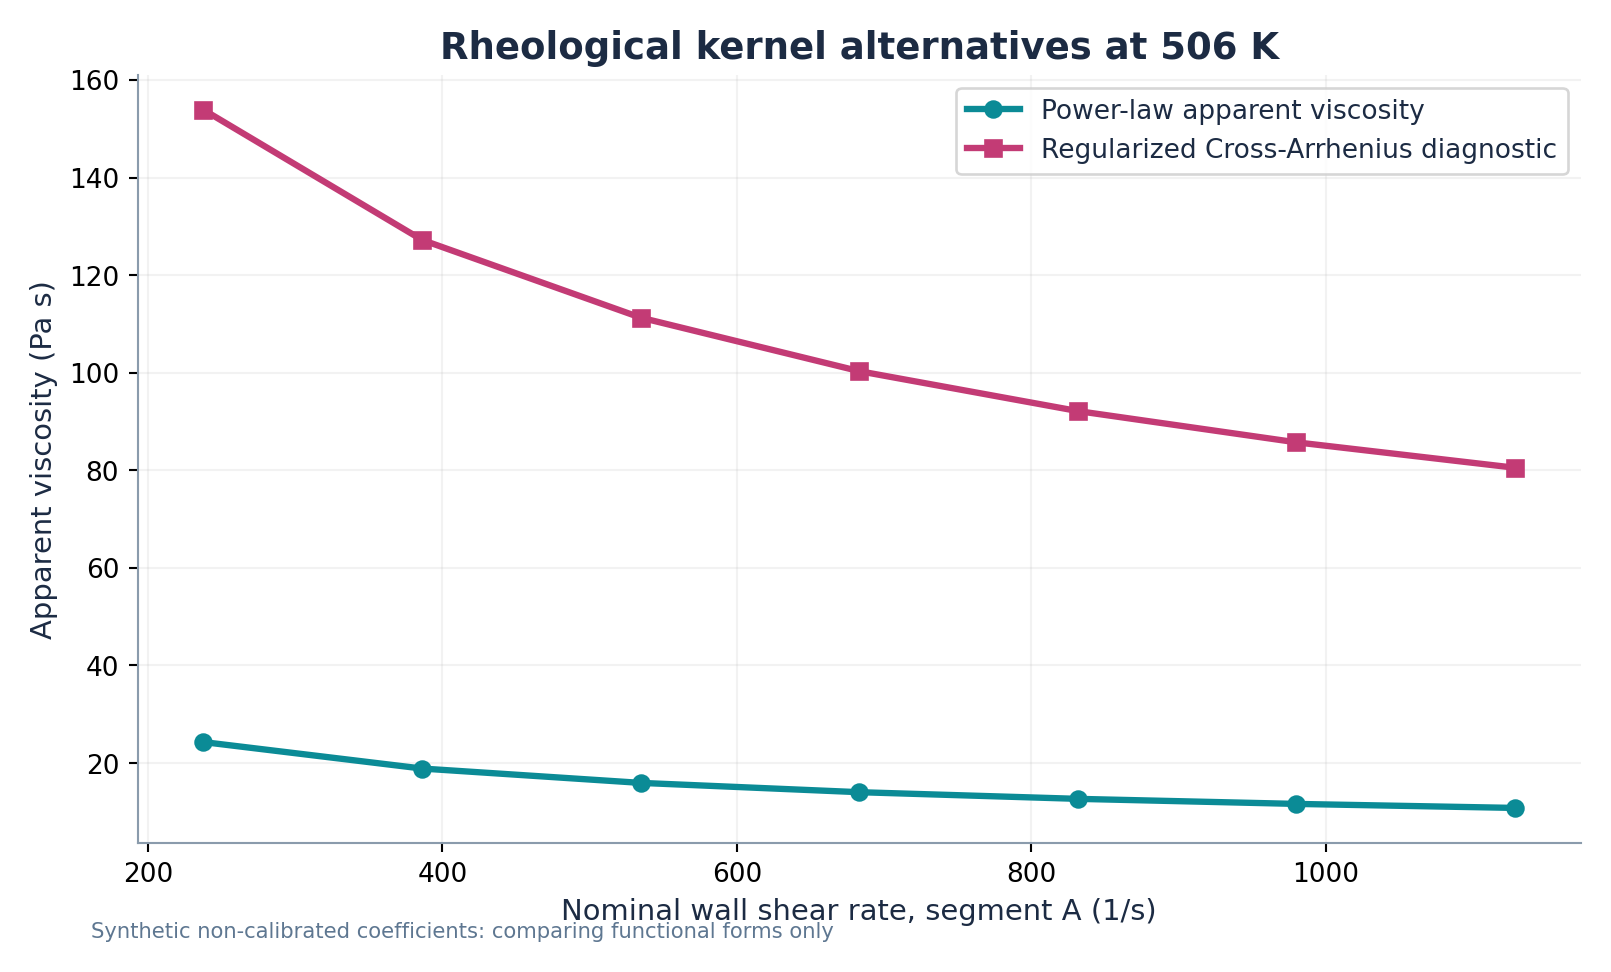 Rheological kernel alternatives at 506 K
Power-law apparent viscosity
Regularized Cross-Arrhenius diagnostic
Apparent viscosity (Pa s)
160
140
120
100
80
60
40
20
200 400 600 800 1000
Nominal wall shear rate, segment A (1/s)
Synthetic non-calibrated coefficients: comparing functional forms only